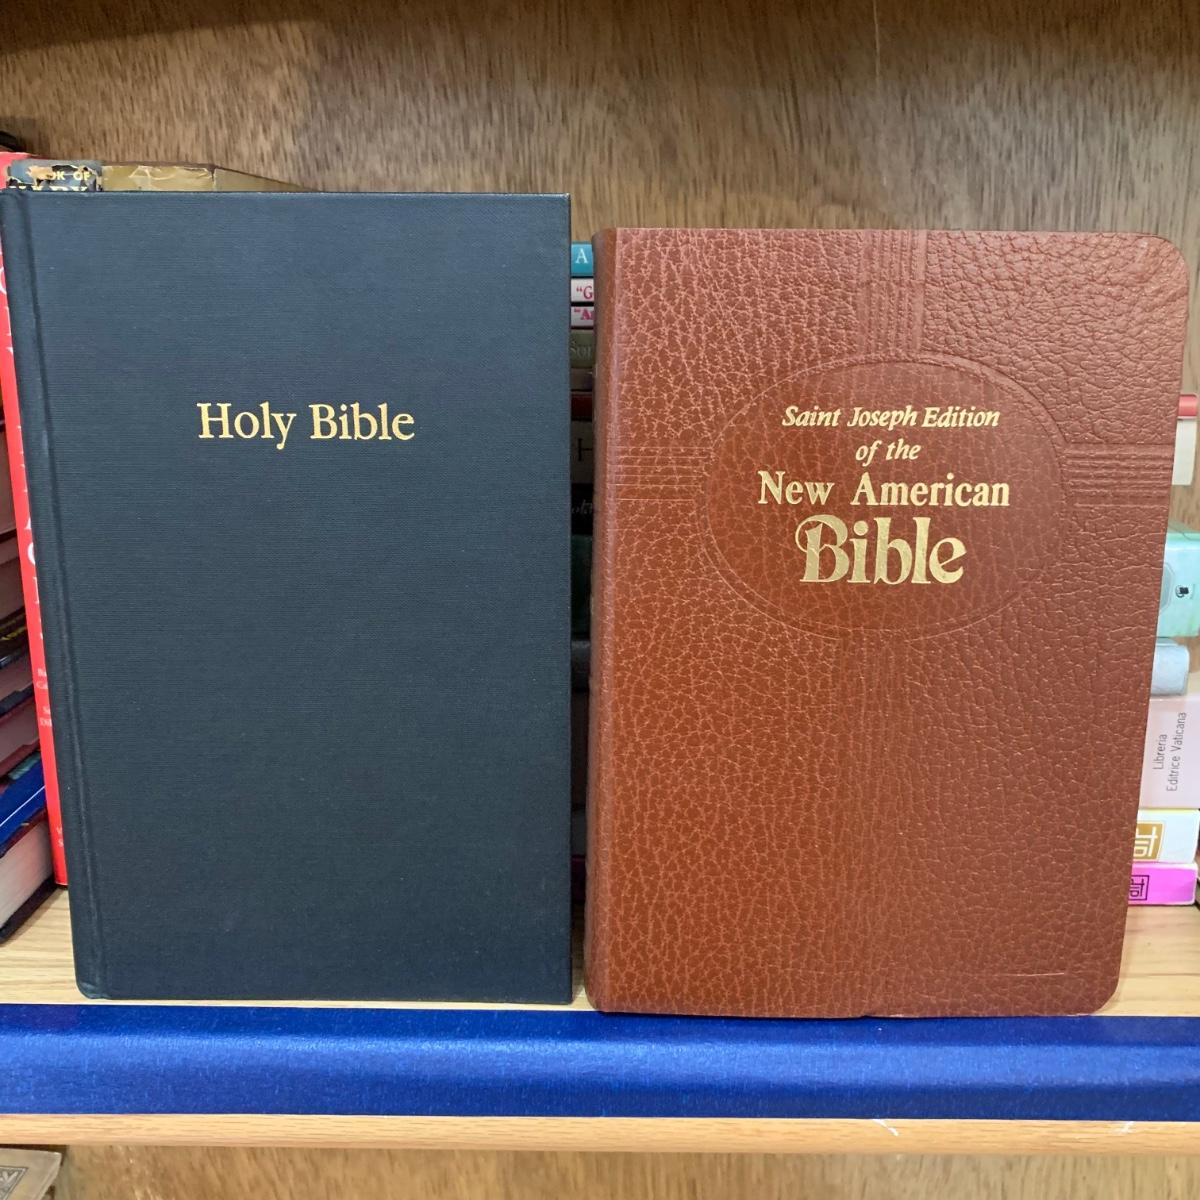 Holy Bible
Saint Joseph Edition
of the
New American
Bible
Libreria
Editrice Vaticana